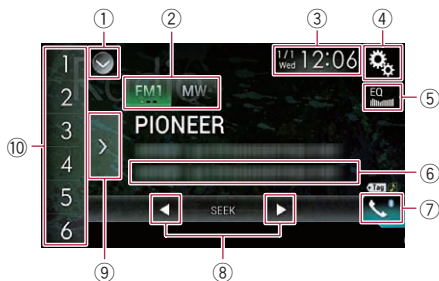 ① ② ③ ④
1/1 Wed 12:06
EQ
⑤
FM1 MW
PIONEER
1
2
3
4
5
6
⑩
⑥
Tag
SEEK
⑦
⑨ ⑧